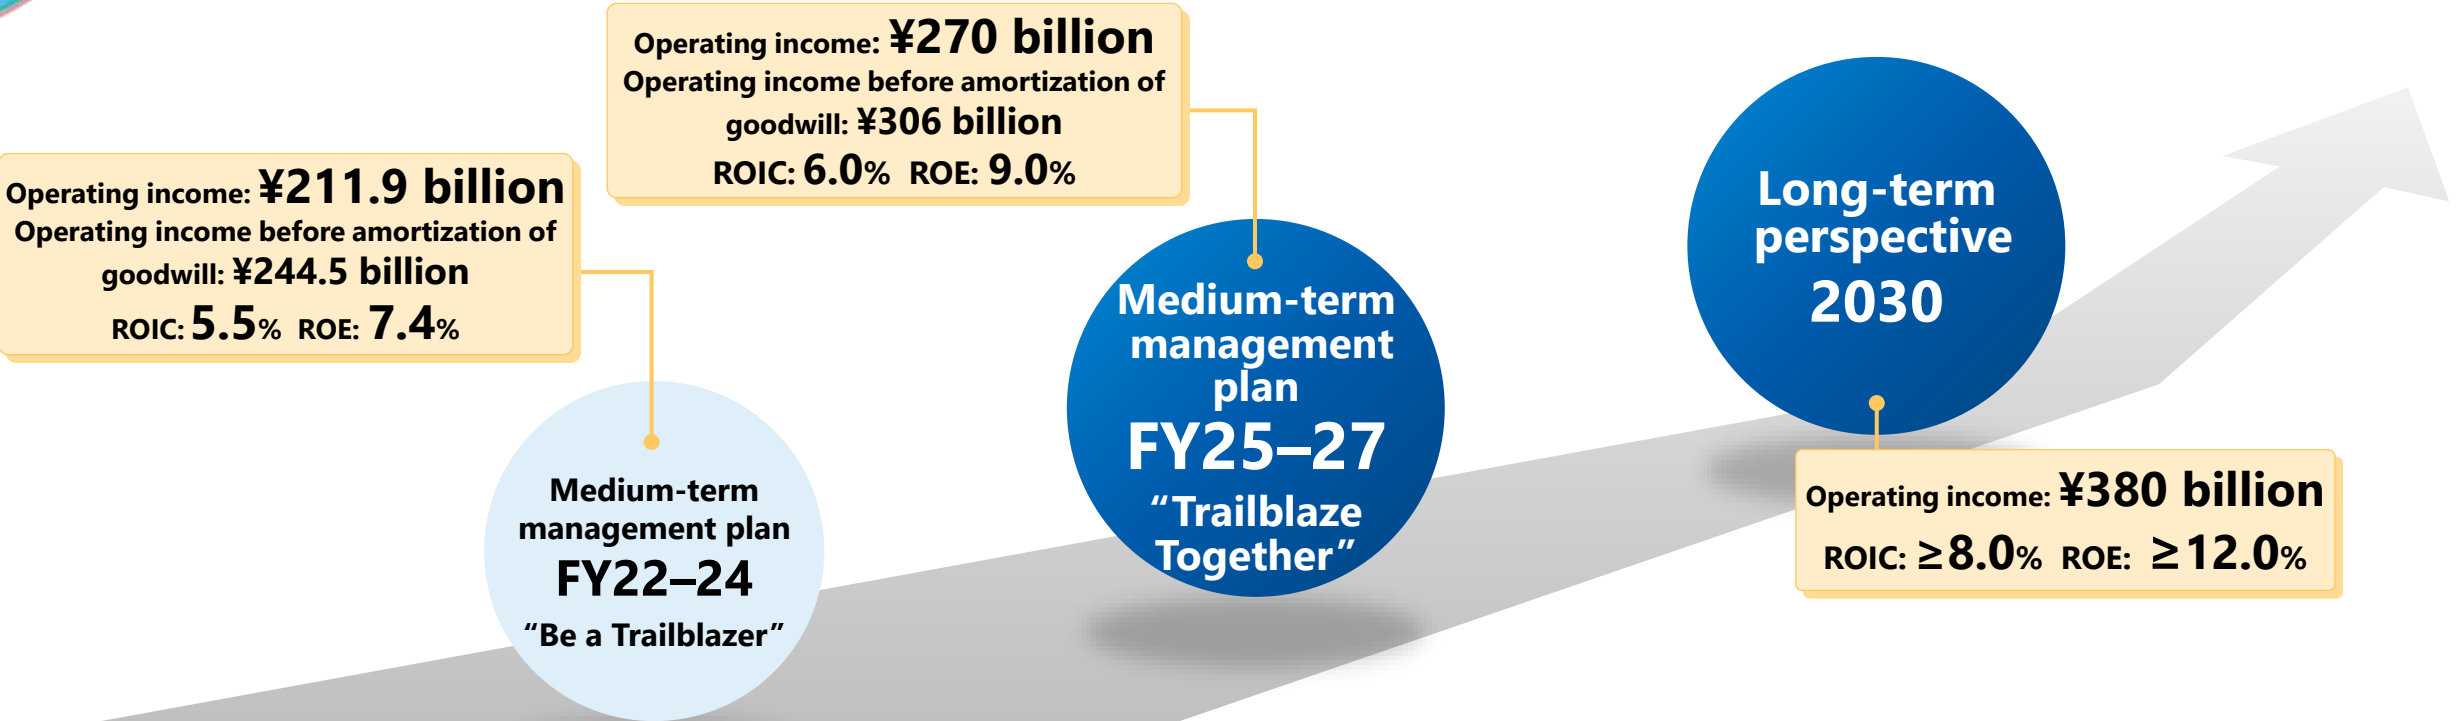 Operating income: ¥211.9 billion
Operating income before amortization of
goodwill: ¥244.5 billion
ROIC: 5.5% ROE: 7.4%
Medium-term
management plan
FY22–24
“Be a Trailblazer”
Operating income: ¥270 billion
Operating income before amortization of
goodwill: ¥306 billion
ROIC: 6.0% ROE: 9.0%
Medium-term
management
plan
FY25–27
“Trailblaze
Together”
Long-term
perspective
2030
Operating income: ¥380 billion
ROIC: ≥8.0% ROE: ≥12.0%